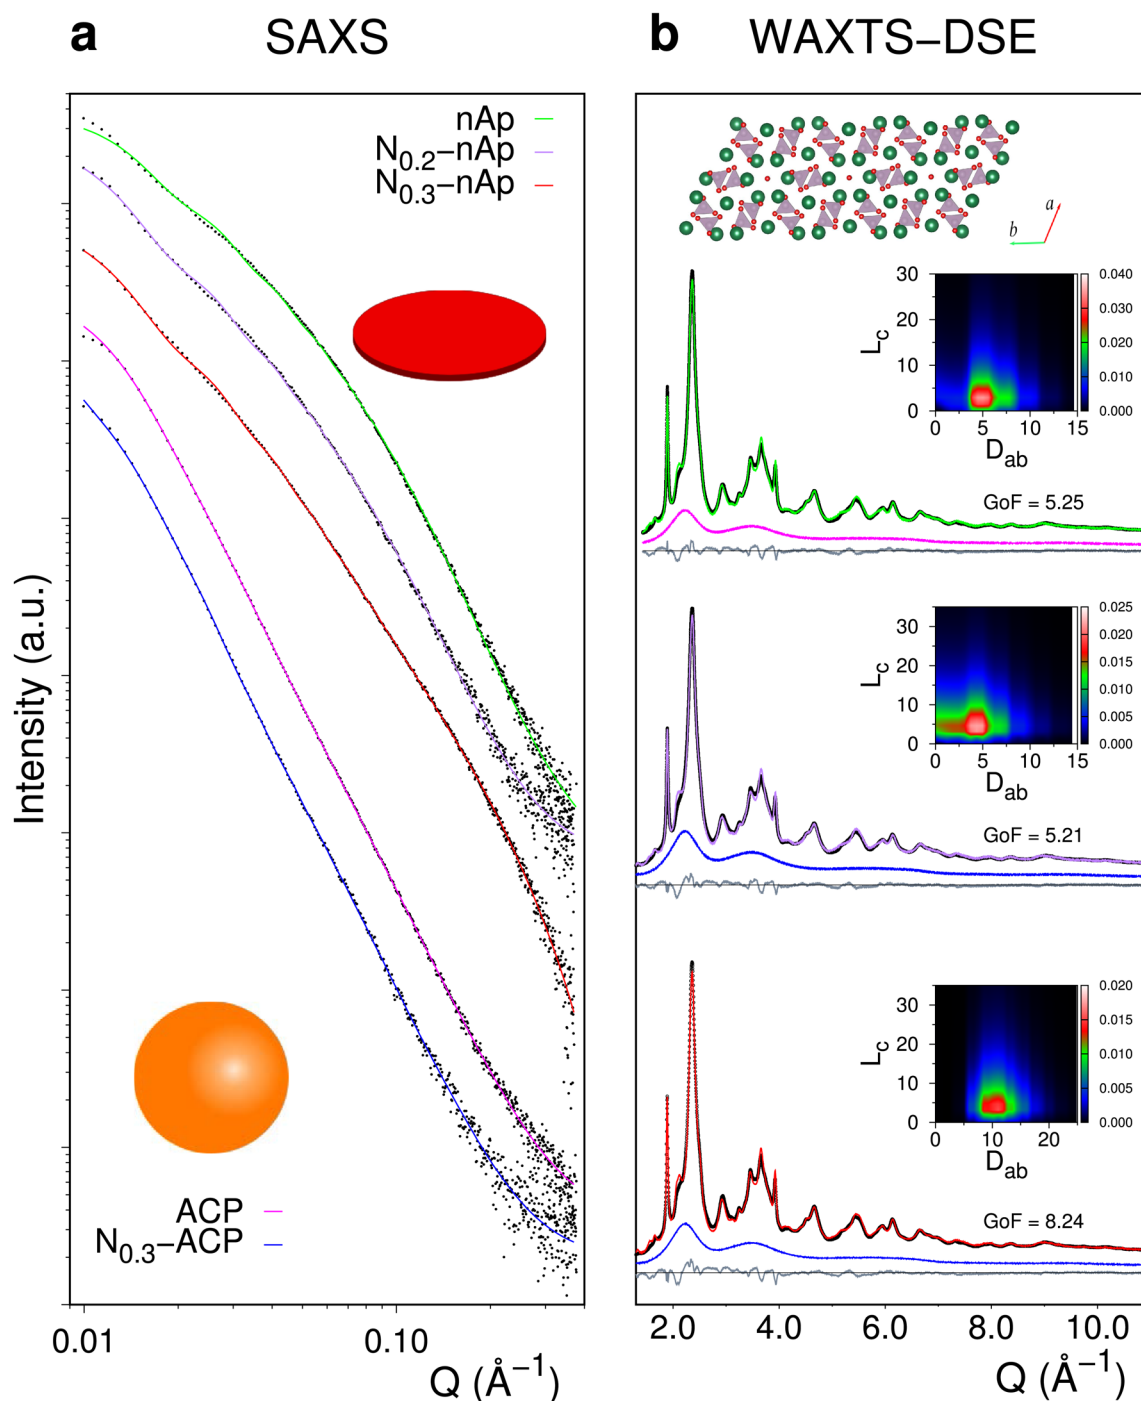 a SAXS
nAp
N0.2–nAp
N0.3–nAp
Intensity (a.u.)
ACP
N0.3–ACP
0.01 0.10
Q (Å−1)
b WAXTS–DSE
a
b
30
20
10
0
LC
0 5 10 15
Dab
0.040
0.030
0.020
0.010
0.000
GoF = 5.25
30
20
10
0
LC
0 5 10 15
Dab
0.025
0.020
0.015
0.010
0.005
0.000
GoF = 5.21
30
20
10
0
LC
0 10 20
Dab
0.020
0.015
0.010
0.005
0.000
GoF = 8.24
2.0 4.0 6.0 8.0 10.0
Q (Å−1)